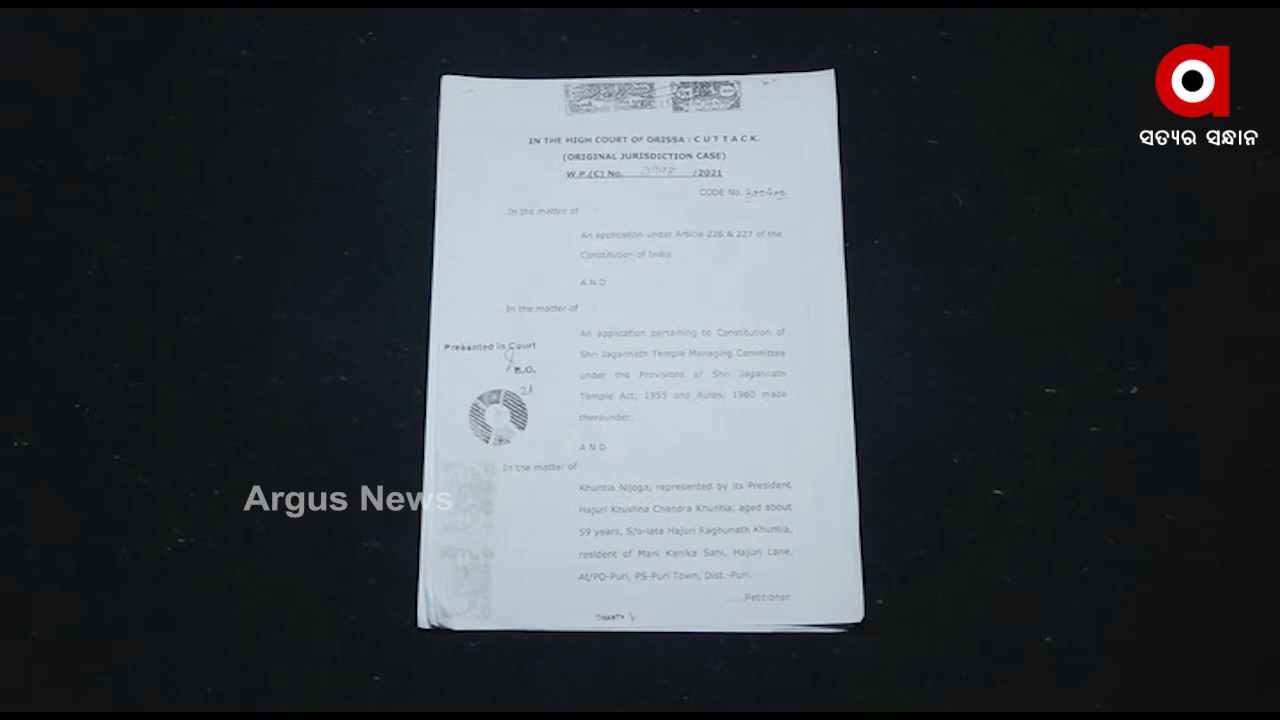 ସତ୍ୟର ସନ୍ଧାନ
IN THE HIGH COURT OF ORISSA : C U T T A C K.
(ORIGINAL JURISDICTION CASE)
W.P.(C) No. /2021
CODE No.
In the matter of :
An application under Article 226 & 227 of the
Constitution of India
A N D
In the matter of :
An application pertaining to Constitution of
Shri Jagannath Temple Managing Committee
under the Provisions of Shri Jagannath
Temple Act, 1955 and Rules, 1960 made
thereunder.
Presented in Court
B.O.
21
A N D
In the matter of
Khuntia Nijoga, represented by its President
Hajuri Krushna Chandra Khuntia, aged about
59 years, S/o-late Hajuri Raghunath Khuntia,
resident of Mani Kanika Sahi, Hajuri Lane,
At/PO-Puri, PS-Puri Town, Dist.-Puri.
......Petitioner.
Argus News